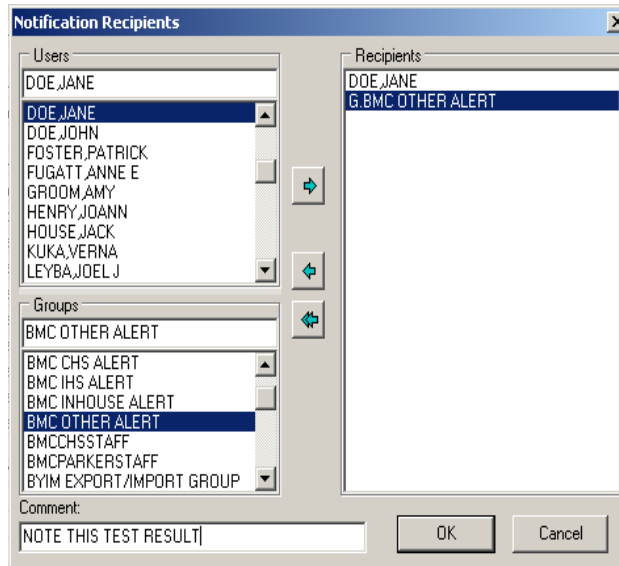 Notification Recipients
Users
DOE,JANE
DOE,JANE
DOE,JOHN
FOSTER,PATRICK
FUGATT,ANNE E
GROOM,AMY
HENRY,JOANN
HOUSE,JACK
KUKA,VERNA
LEYBA,JOEL J
Groups
BMC OTHER ALERT
BMC CHS ALERT
BMC IHS ALERT
BMC INHOUSE ALERT
BMC OTHER ALERT
BMCCHSSTAFF
BMCPARKERSTAFF
BYIM EXPORT/IMPORT GROUP
Recipients
DOE,JANE
G.BMC OTHER ALERT
Comment:
NOTE THIS TEST RESULT
OK
Cancel